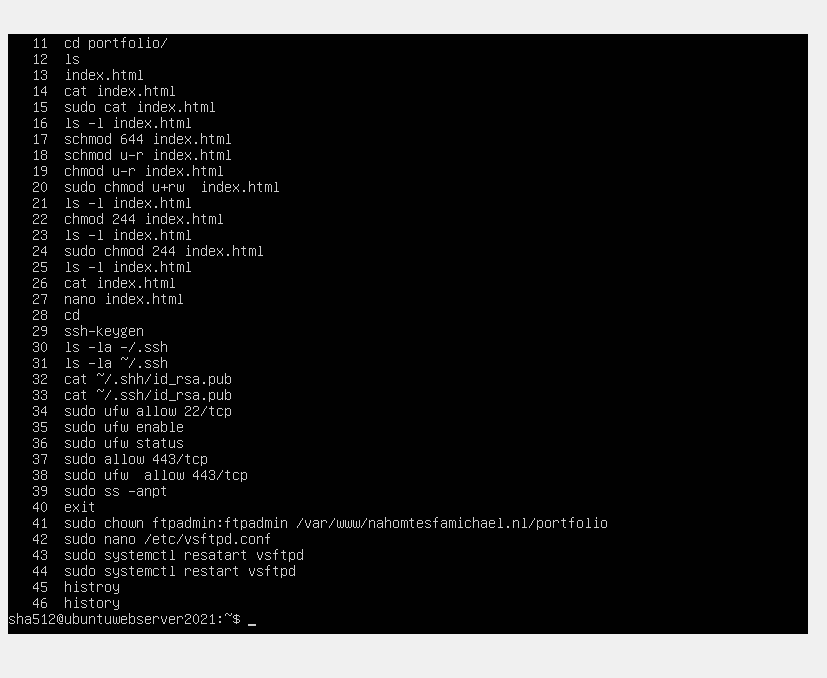 11  cd portfolio/
12  ls
13  index.html
14  cat index.html
15  sudo cat index.html
16  ls -l index.html
17  schmod 644 index.html
18  schmod u-r index.html
19  chmod u-r index.html
20  sudo chmod u+rw  index.html
21  ls -l index.html
22  chmod 244 index.html
23  ls -l index.html
24  sudo chmod 244 index.html
25  ls -l index.html
26  cat index.html
27  nano index.html
28  cd
29  ssh-keygen
30  ls -la -/.ssh
31  ls -la ~/.ssh
32  cat ~/.shh/id_rsa.pub
33  cat ~/.ssh/id_rsa.pub
34  sudo ufw allow 22/tcp
35  sudo ufw enable
36  sudo ufw status
37  sudo allow 443/tcp
38  sudo ufw  allow 443/tcp
39  sudo ss -anpt
40  exit
41  sudo chown ftpadmin:ftpadmin /var/www/nahomtesfamichael.nl/portfolio
42  sudo nano /etc/vsftpd.conf
43  sudo systemctl resatart vsftpd
44  sudo systemctl restart vsftpd
45  histroy
46  history
sha512@ubuntuwebserver2021:~$ _